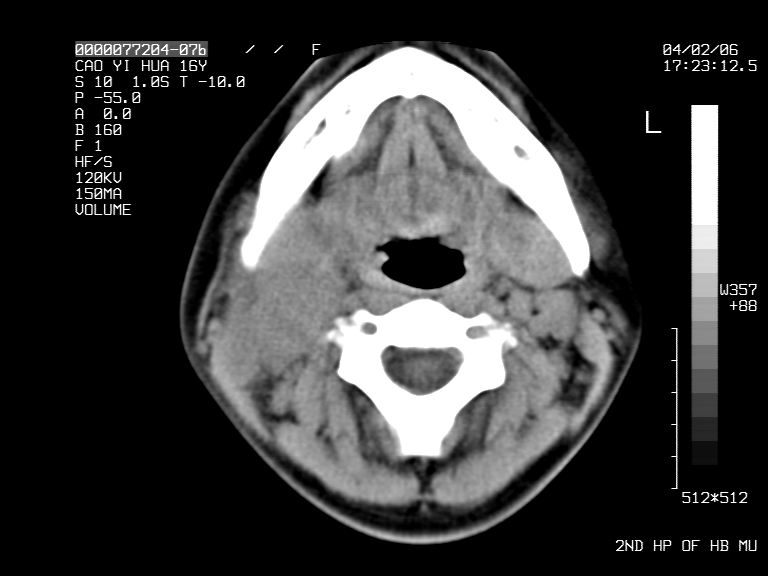 0000077204-07b / / F
CAO YI HUA 16Y
S 10 1.0S T -10.0
P -55.0
A 0.0
B 160
F 1
HF/S
120KV
150MA
VOLUME
04/02/06
17:23:12.5
L
W357
+88
512*512
2ND HP OF HB MU